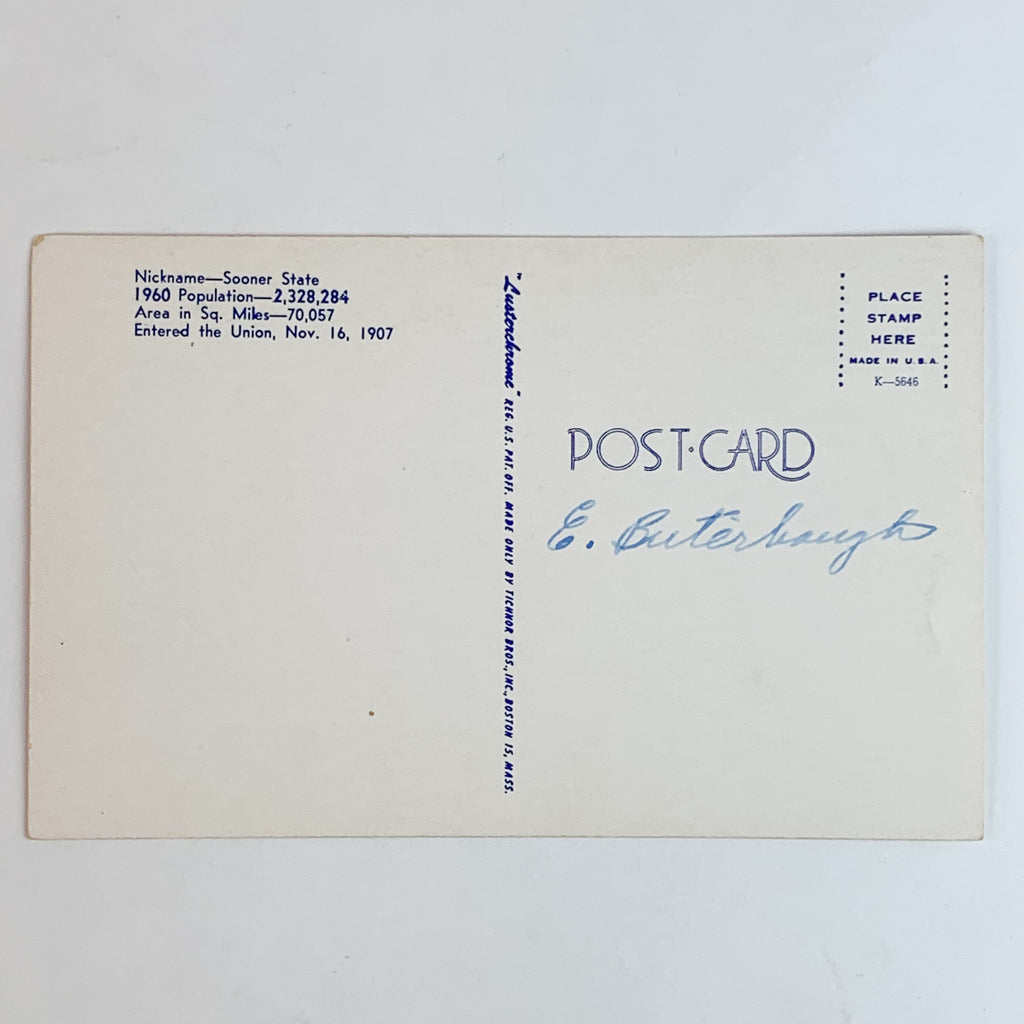 Nickname—Sooner State
1960 Population—2,328,284
Area in Sq. Miles—70,057
Entered the Union, Nov. 16, 1907
"Lusterchrome" REG. U.S. PAT. OFF. MADE ONLY BY TICHNOR BROS., INC., BOSTON 15, MASS.
PLACE
STAMP
HERE
MADE IN U.S.A.
K—5646
POST·CARD
E. Buterbaugh